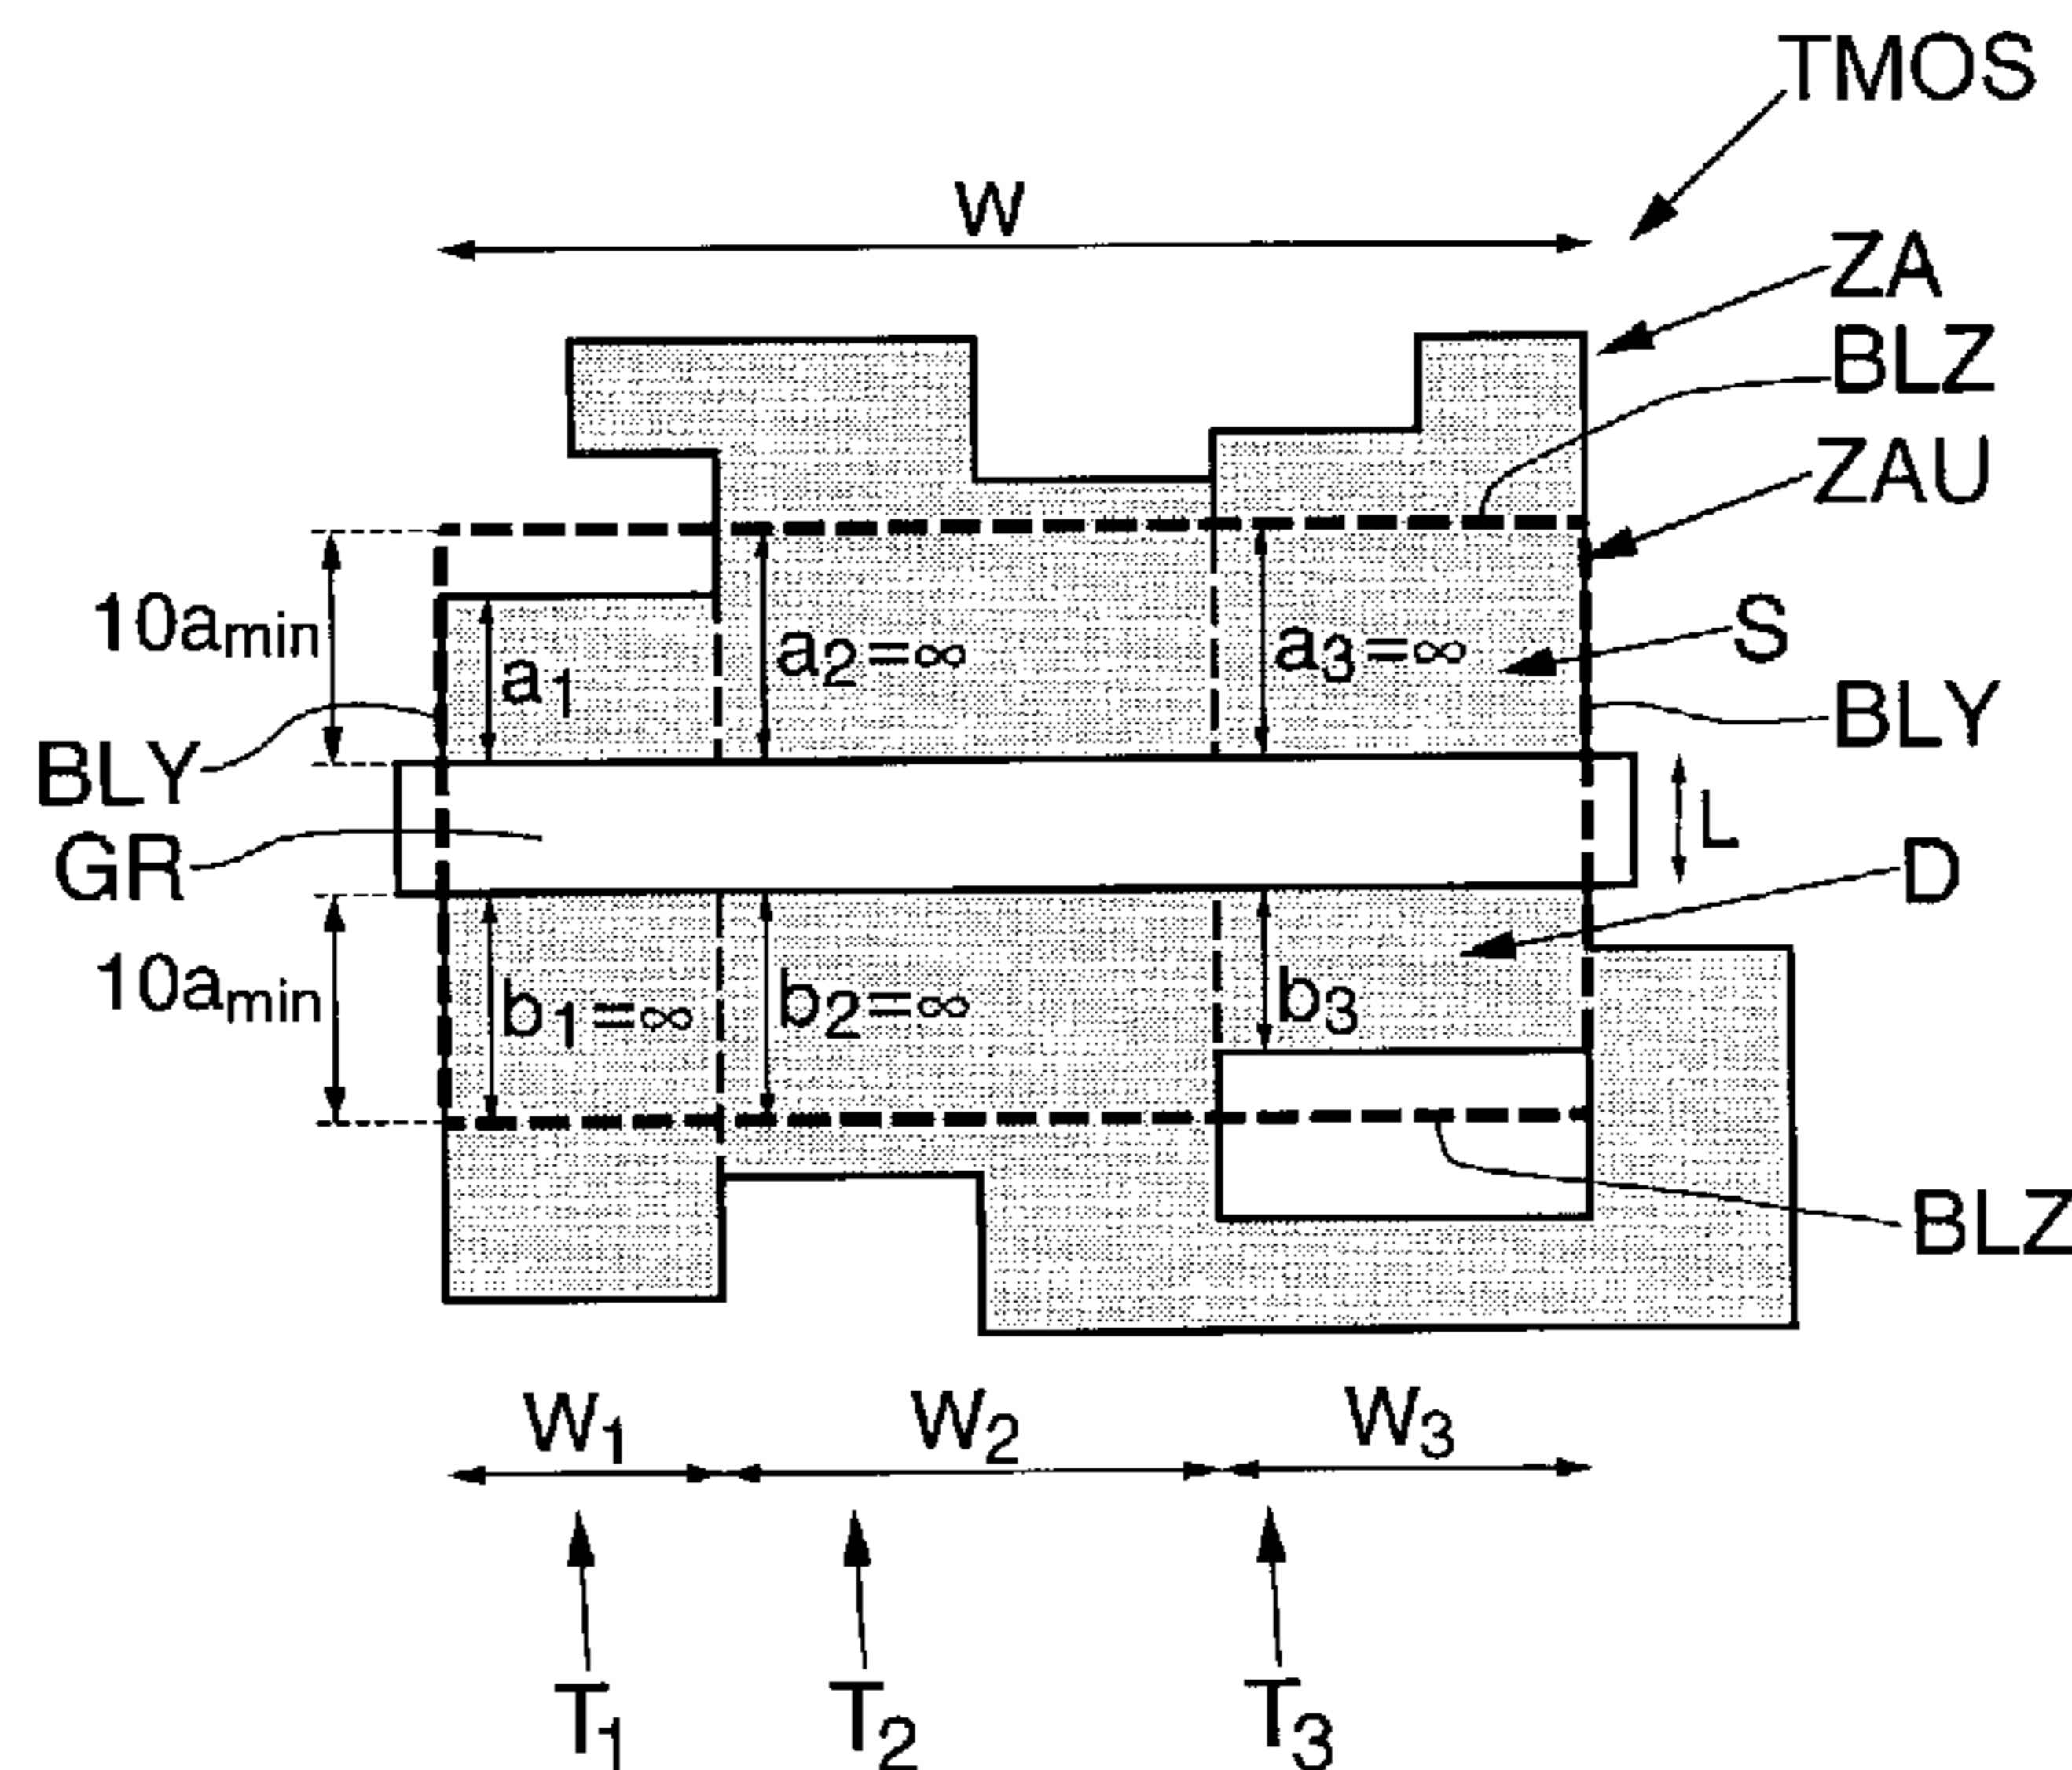 TMOS
W
ZA
BLZ
ZAU
10amin
a1
a2=∞
a3=∞
S
BLY
BLY
GR
L
D
10amin
b1=∞
b2=∞
b3
BLZ
W1
W2
W3
T1
T2
T3